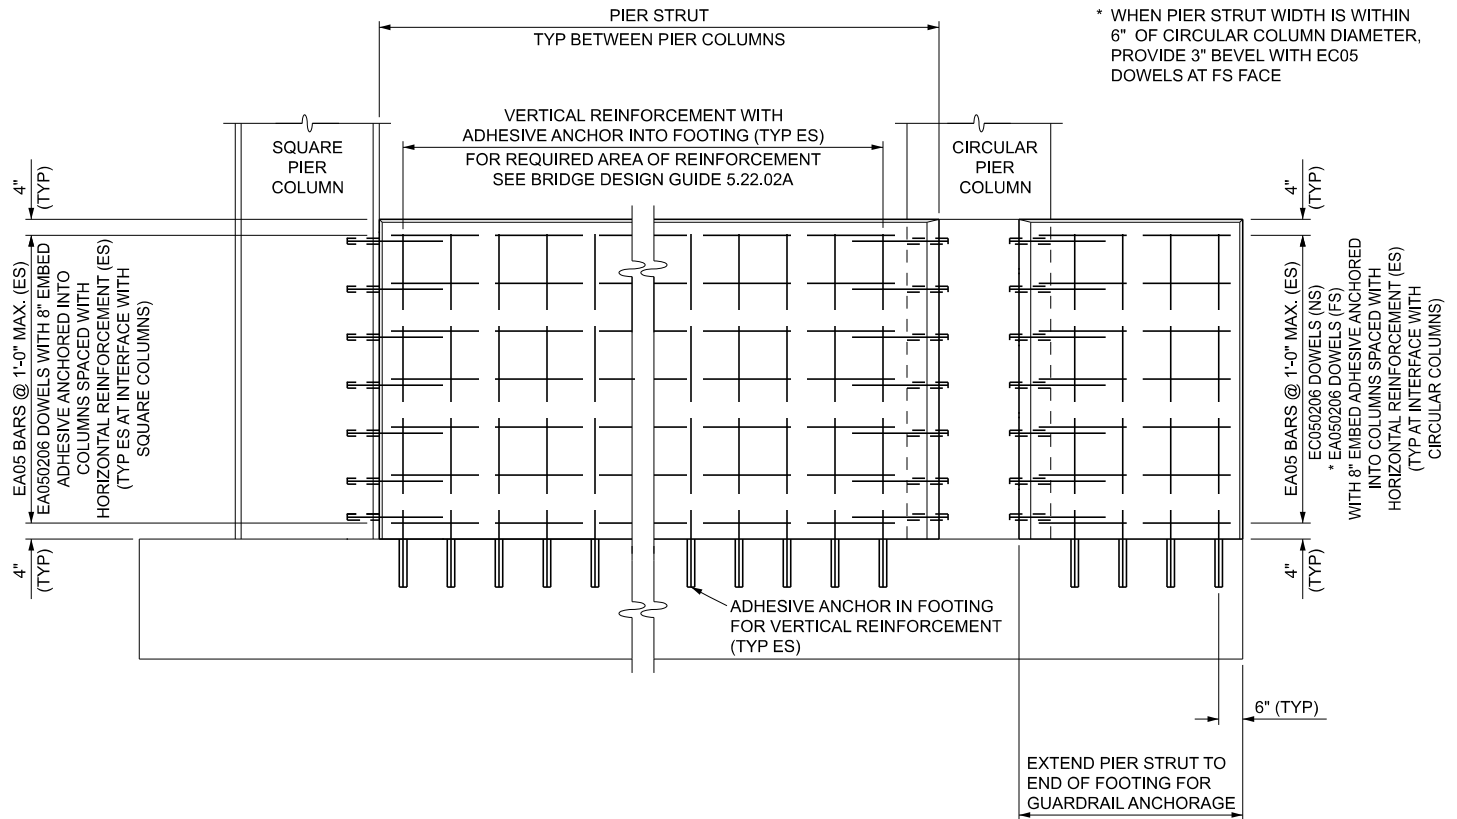 PIER STRUT
TYP BETWEEN PIER COLUMNS
* WHEN PIER STRUT WIDTH IS WITHIN
6" OF CIRCULAR COLUMN DIAMETER,
PROVIDE 3" BEVEL WITH EC05
DOWELS AT FS FACE
VERTICAL REINFORCEMENT WITH
ADHESIVE ANCHOR INTO FOOTING (TYP ES)
FOR REQUIRED AREA OF REINFORCEMENT
SEE BRIDGE DESIGN GUIDE 5.22.02A
SQUARE
PIER
COLUMN
CIRCULAR
PIER
COLUMN
4"
(TYP)
EA05 BARS @ 1'-0" MAX. (ES)
EA050206 DOWELS WITH 8" EMBED
ADHESIVE ANCHORED INTO
COLUMNS SPACED WITH
HORIZONTAL REINFORCEMENT (ES)
(TYP ES AT INTERFACE WITH
SQUARE COLUMNS)
4"
(TYP)
4"
(TYP)
EA05 BARS @ 1'-0" MAX. (ES)
EC050206 DOWELS (NS)
* EA050206 DOWELS (FS)
WITH 8" EMBED ADHESIVE ANCHORED
INTO COLUMNS SPACED WITH
HORIZONTAL REINFORCEMENT (ES)
(TYP AT INTERFACE WITH
CIRCULAR COLUMNS)
4"
(TYP)
ADHESIVE ANCHOR IN FOOTING
FOR VERTICAL REINFORCEMENT
(TYP ES)
6" (TYP)
EXTEND PIER STRUT TO
END OF FOOTING FOR
GUARDRAIL ANCHORAGE